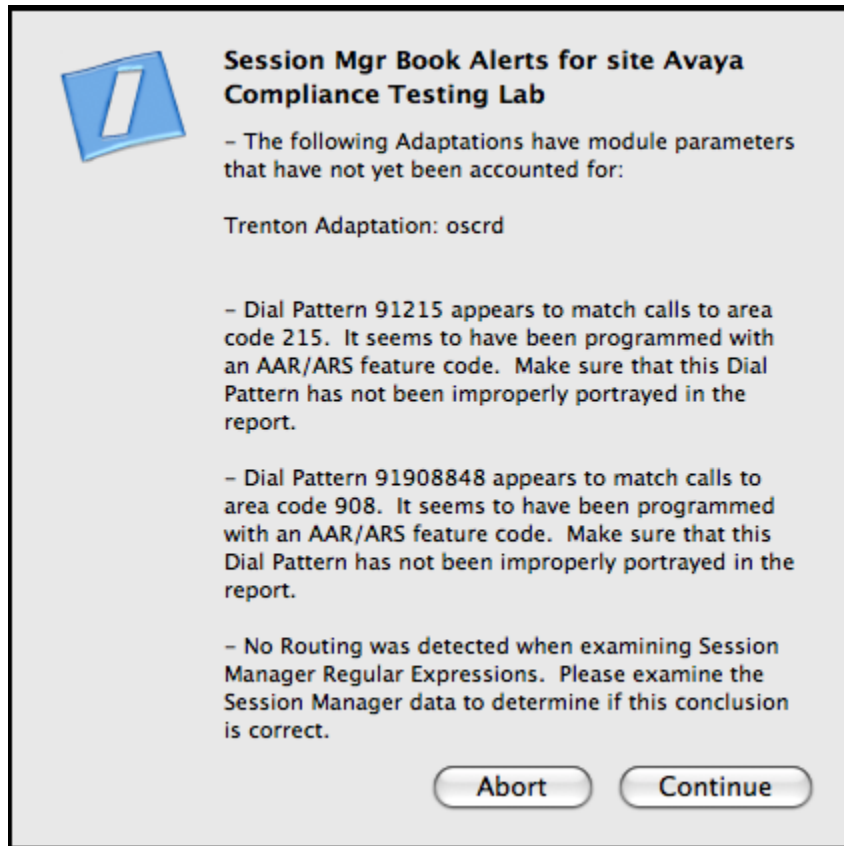 Session Mgr Book Alerts for site Avaya
Compliance Testing Lab
– The following Adaptations have module parameters
that have not yet been accounted for:
Trenton Adaptation: oscrd
– Dial Pattern 91215 appears to match calls to area
code 215.  It seems to have been programmed with
an AAR/ARS feature code.  Make sure that this Dial
Pattern has not been improperly portrayed in the
report.
– Dial Pattern 91908848 appears to match calls to
area code 908.  It seems to have been programmed
with an AAR/ARS feature code.  Make sure that this
Dial Pattern has not been improperly portrayed in the
report.
– No Routing was detected when examining Session
Manager Regular Expressions.  Please examine the
Session Manager data to determine if this conclusion
is correct.
Abort Continue